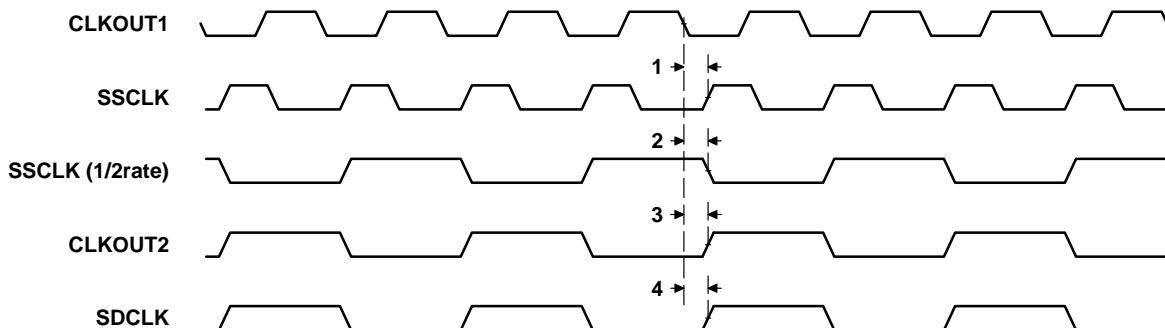 CLKOUT1
1
SSCLK
2
SSCLK (1/2rate)
3
CLKOUT2
4
SDCLK